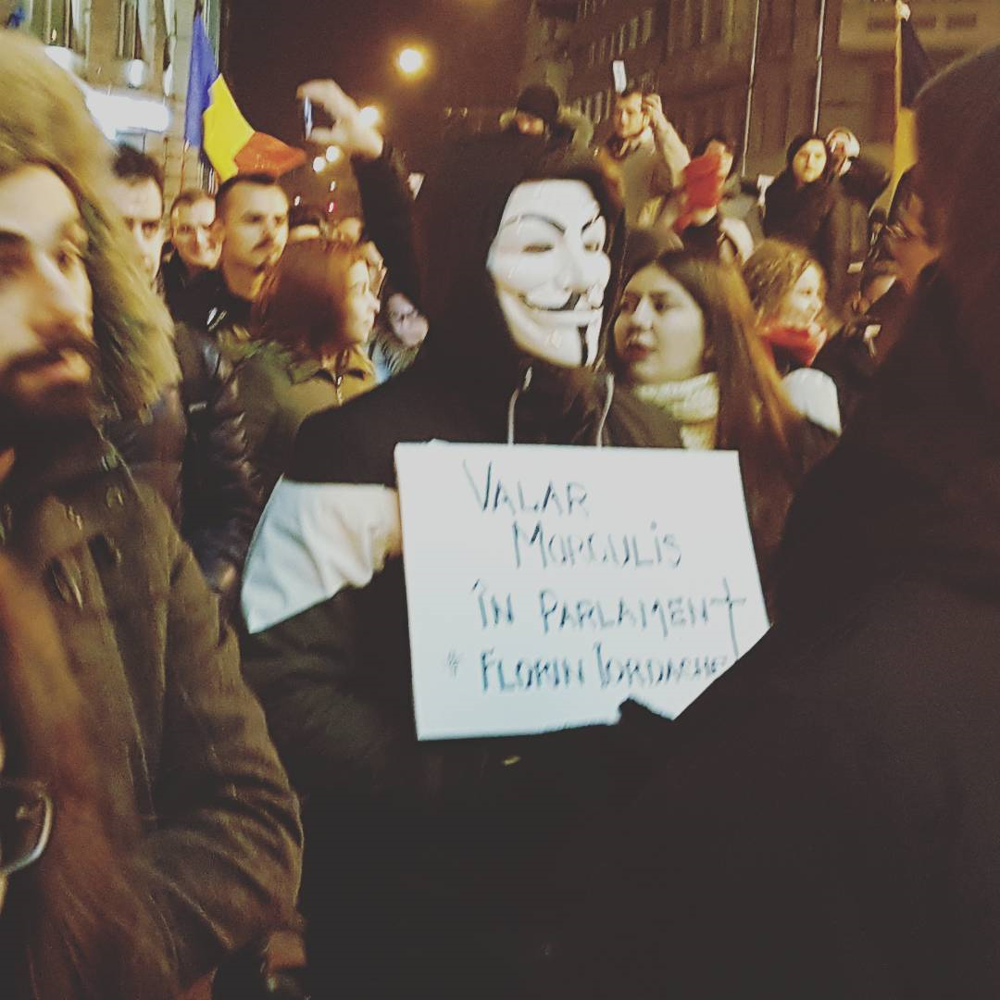 VALAR
MORGULIS
ÎN PARLAMENT
* FLORIN IORDACHE